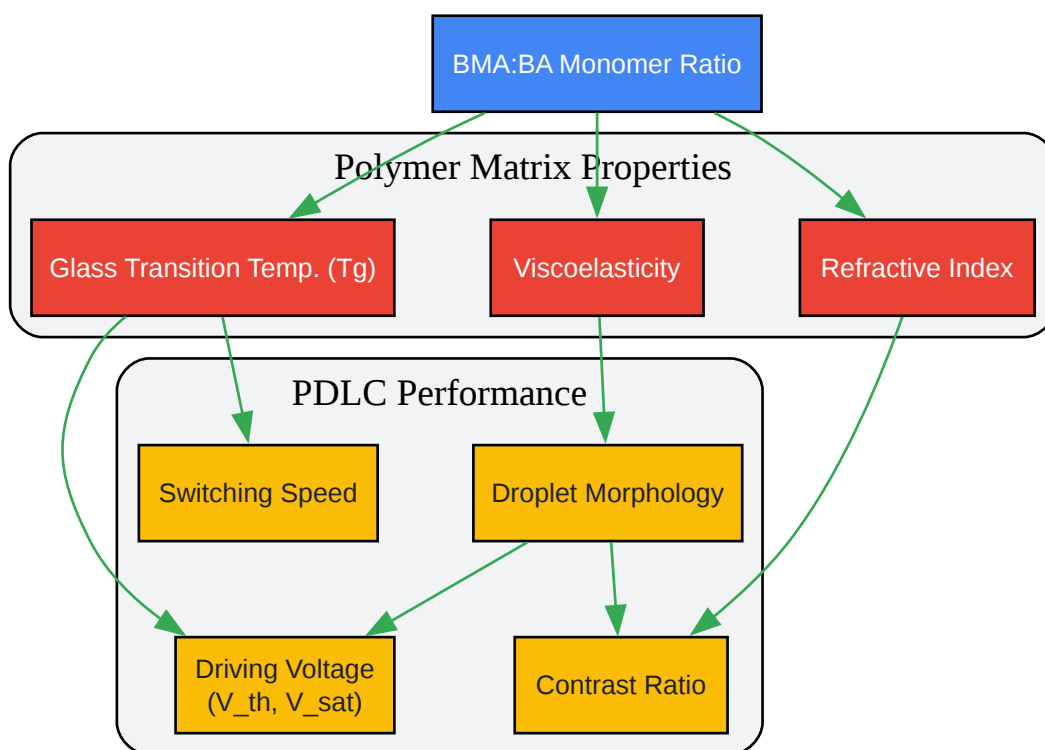 BMA:BA Monomer Ratio
Polymer Matrix Properties
Glass Transition Temp. (Tg)
Viscoelasticity
Refractive Index
PDLC Performance
Switching Speed
Droplet Morphology
Driving Voltage
(V_th, V_sat)
Contrast Ratio